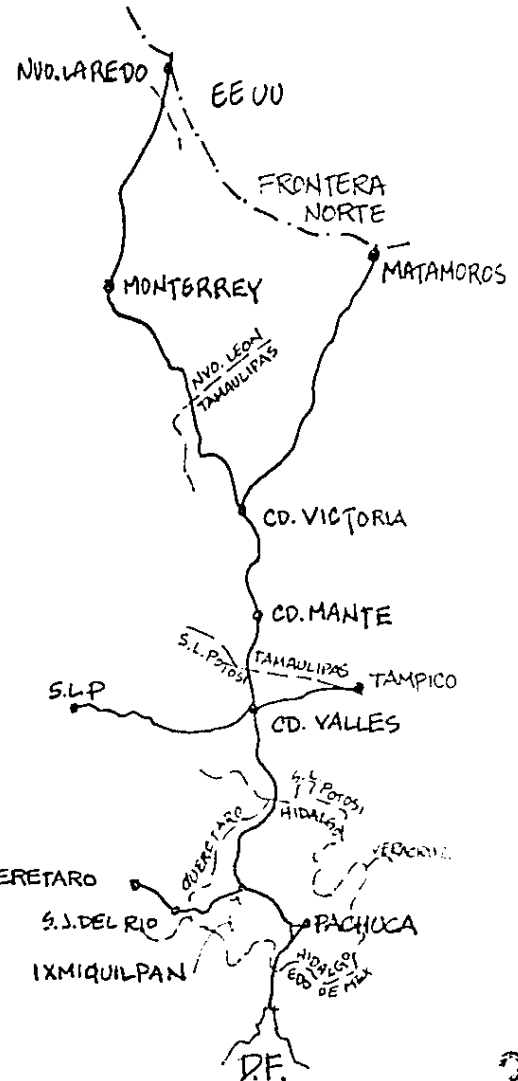 NVO. LAREDO
EE UU
FRONTERA
NORTE
MATAMOROS
MONTERREY
NVO. LEON
TAMAULIPAS
CD. VICTORIA
CD. MANTE
S.L. POTOSI
TAMAULIPAS
TAMPICO
S.L.P
CD. VALLES
S.L. POTOSI
HIDALGO
QUERETARO
ERETARO
S.J. DEL RIO
PACHUCA
IXMIQUILPAN
HIDALGO
EDO DE MEX
D.F.